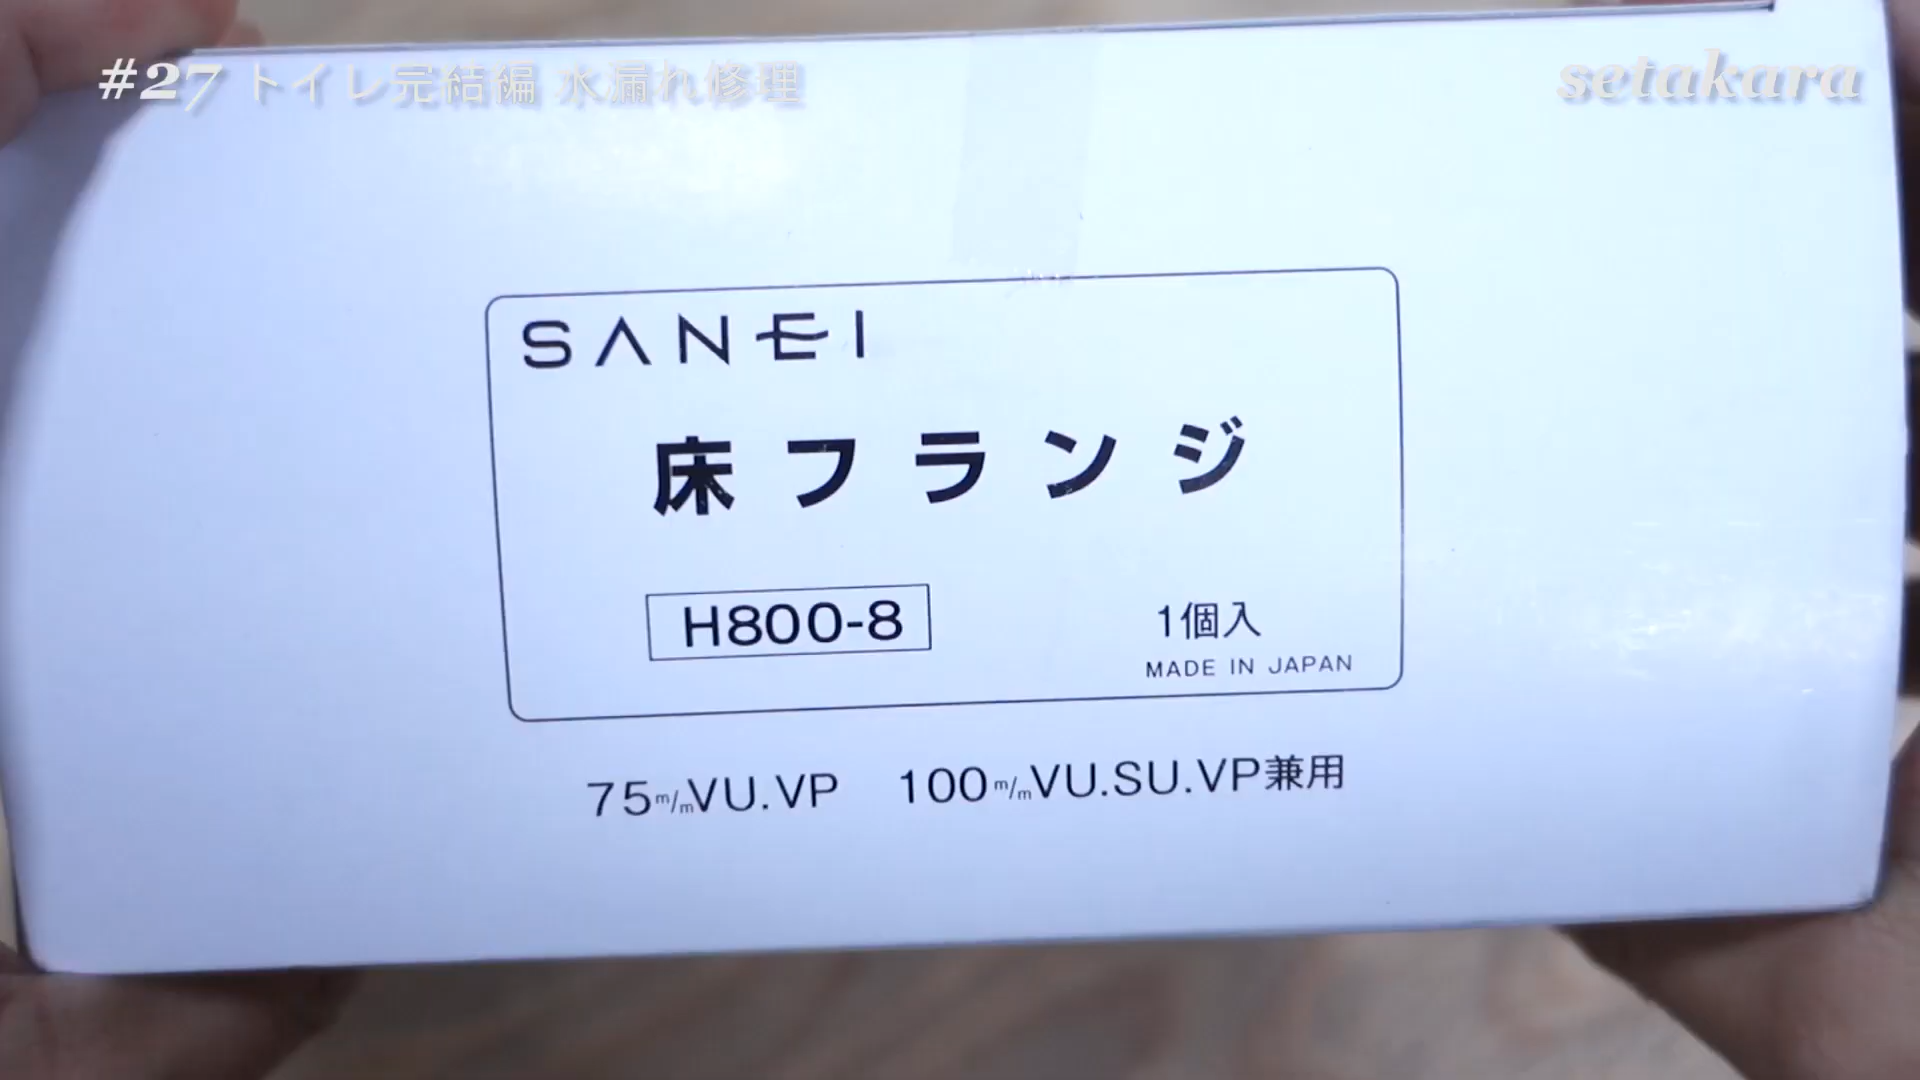 #27 トイレ完結編 水漏れ修理
setakara
SANEI
床フランジ
H800-8
1個入
MADE IN JAPAN
75m/mVU.VP 100m/mVU.SU.VP兼用